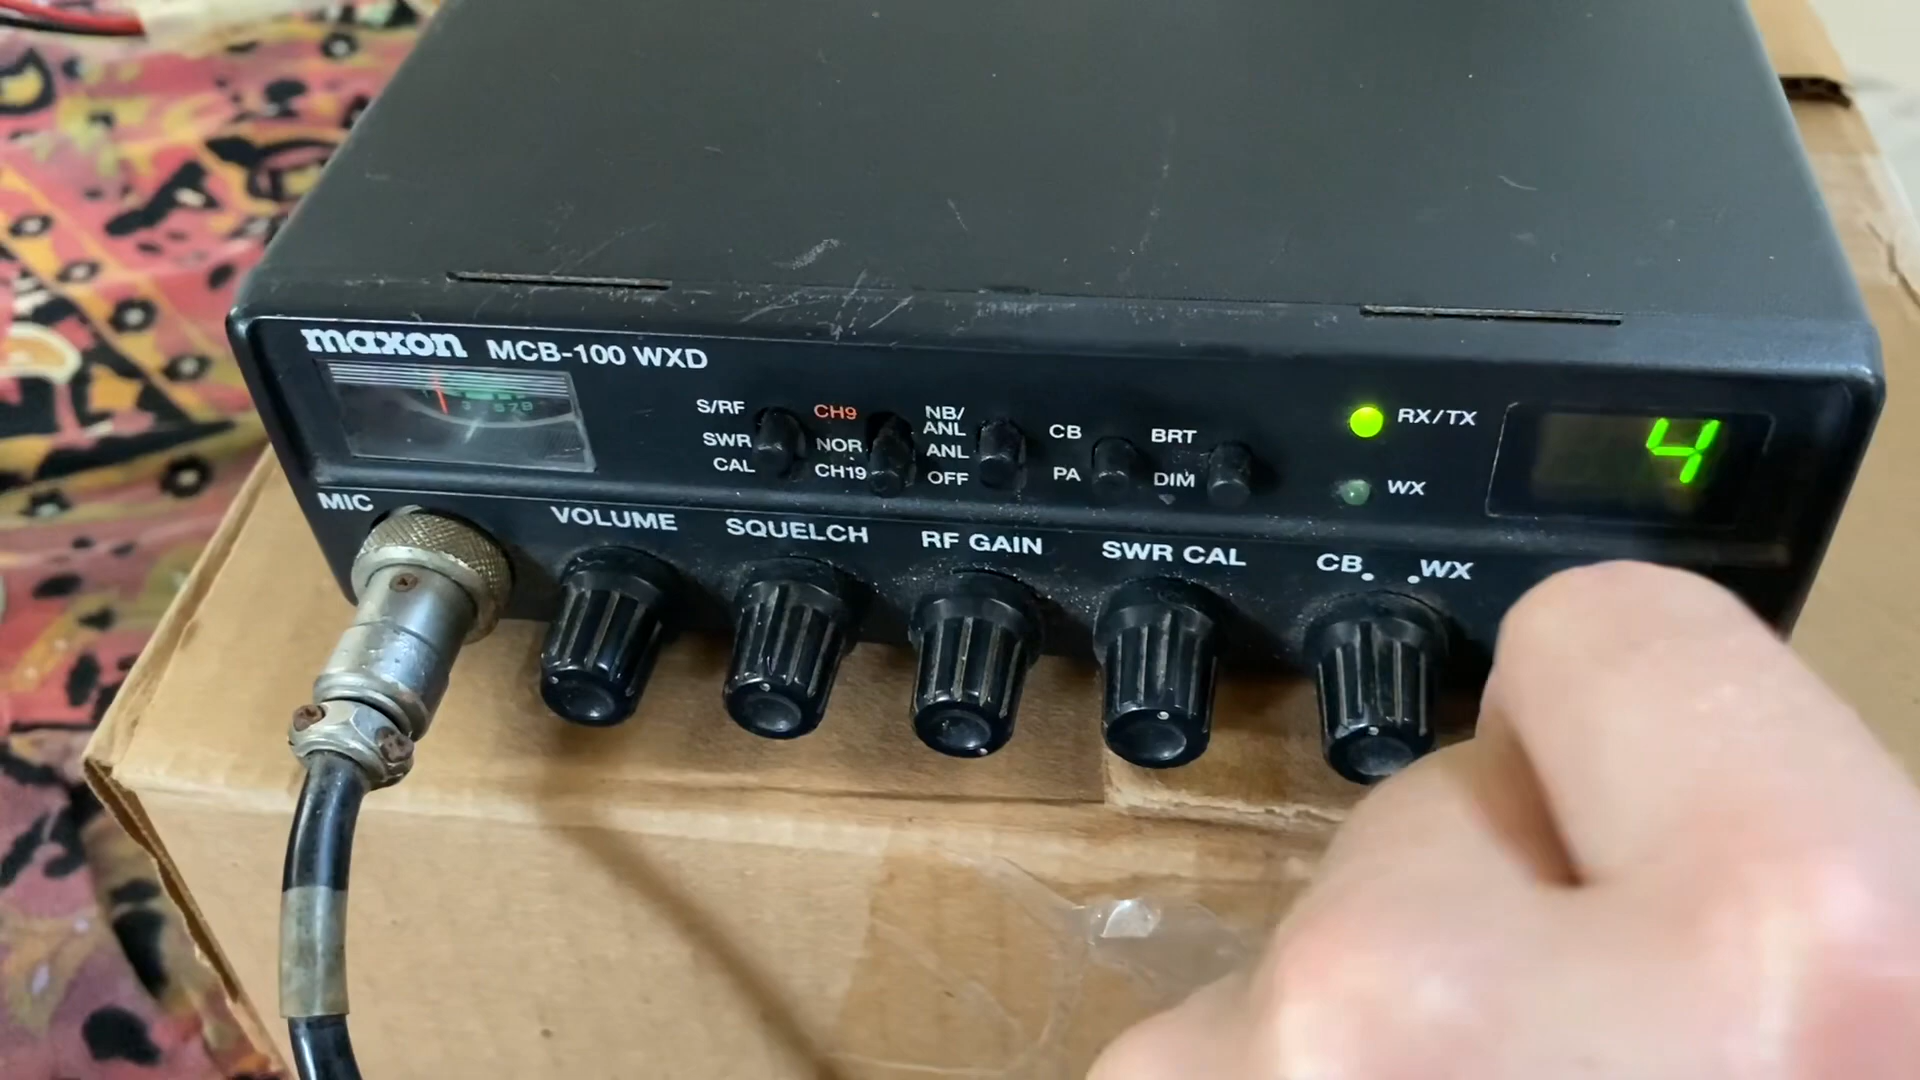 maxon MCB-100 WXD
S/RF
SWR
CAL
CH9
NOR
CH19
NB/
ANL
ANL
OFF
CB
PA
BRT
DIM
RX/TX
WX
4
MIC
VOLUME
SQUELCH
RF GAIN
SWR CAL
CB
WX